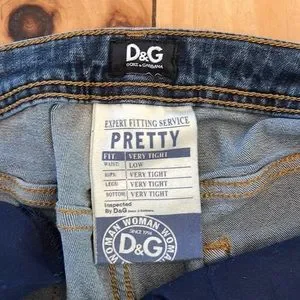 D&G
DOLCE & GABBANA
EXPERT FITTING SERVICE
PRETTY
FIT: VERY TIGHT
WAIST: LOW
HIPS: VERY TIGHT
LEGS: VERY TIGHT
BOTTOM: VERY TIGHT
Inspected
By D&G
WOMAN WOMAN WOMAN WOMAN
SINCE 1994
D&G